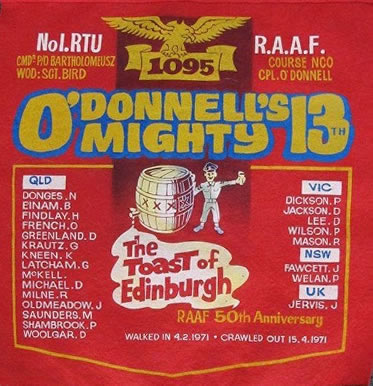 No1.RTU
CMDR P/O BARTHOLOMEUSZ
WOD: SGT. BIRD
1095
R.A.A.F.
COURSE NCO
CPL. O'DONNELL
O'DONNELL'S
MIGHTY 13TH
QLD
DONGES .N
EINAM. B
FINDLAY. H
FRENCH. O
GREENLAND. D
KRAUTZ. G
KNEEN. K
LATCHAM. G
McKELL.
MICHAEL. D
MILNE. R
OLDMEADOW. J
SAUNDERS. M
SHAMBROOK. P
WOOLGAR. D
XXX
The
Toast of
Edinburgh
RAAF 50th Anniversary
WALKED IN 4.2.1971 • CRAWLED OUT 15.4.1971
VIC
DICKSON. P
JACKSON. D
LEE. D
WILSON. P
MASON. R
NSW
FAWCETT. J
WELAN. P
UK
JERVIS. J